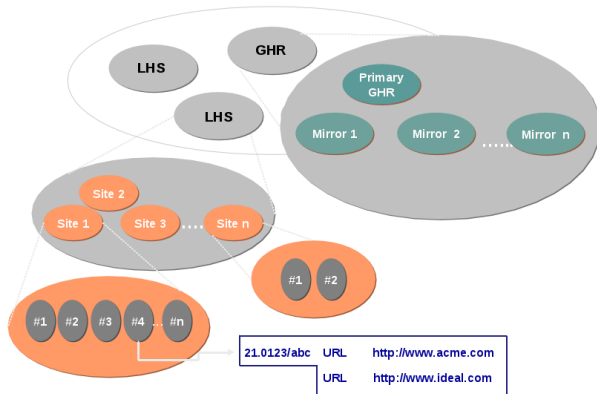 GHR
LHS
LHS
Primary
GHR
Mirror 1
Mirror 2
......
Mirror n
Site 2
Site 1
Site 3
....
Site n
#1
#2
#1
#2
#3
#4
...
#n
21.0123/abc URL http://www.acme.com
URL http://www.ideal.com